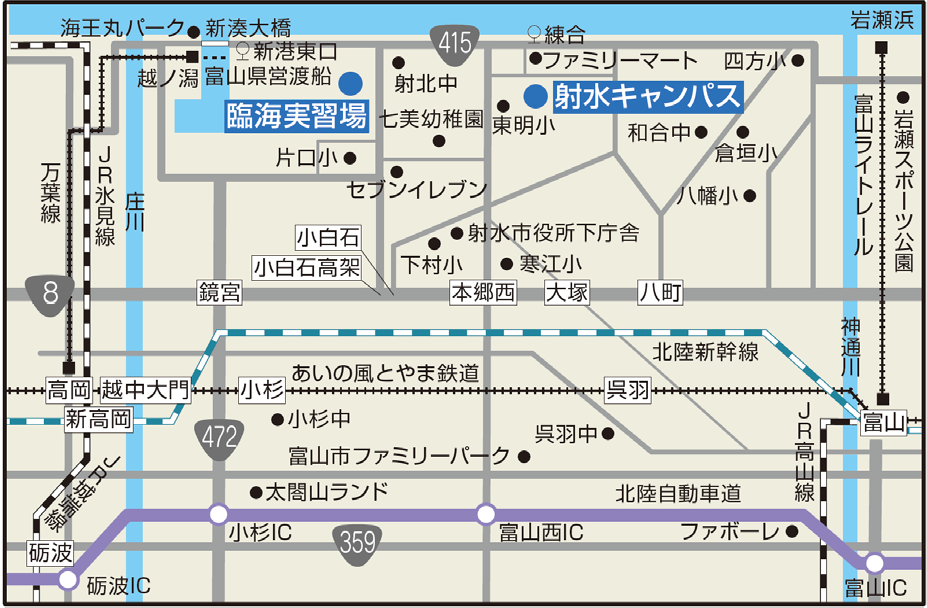 海王丸パーク
新湊大橋
岩瀬浜
新港東口
415
練合
ファミリーマート
四方小
越ノ潟
富山県営渡船
射北中
臨海実習場
射水キャンパス
七美幼稚園
東明小
和合中
倉垣小
岩瀬スポーツ公園
富山ライトレール
片口小
セブンイレブン
八幡小
万葉線
JR氷見線
庄川
小白石
射水市役所下庁舎
小白石高架
下村小
寒江小
8
鏡宮
本郷西
大塚
八町
神通川
北陸新幹線
あいの風とやま鉄道
高岡
越中大門
小杉
呉羽
新高岡
富山
472
小杉中
呉羽中
JR高山線
富山市ファミリーパーク
JR城端線
太閤山ランド
北陸自動車道
小杉IC
359
富山西IC
ファボーレ
砺波
砺波IC
富山IC